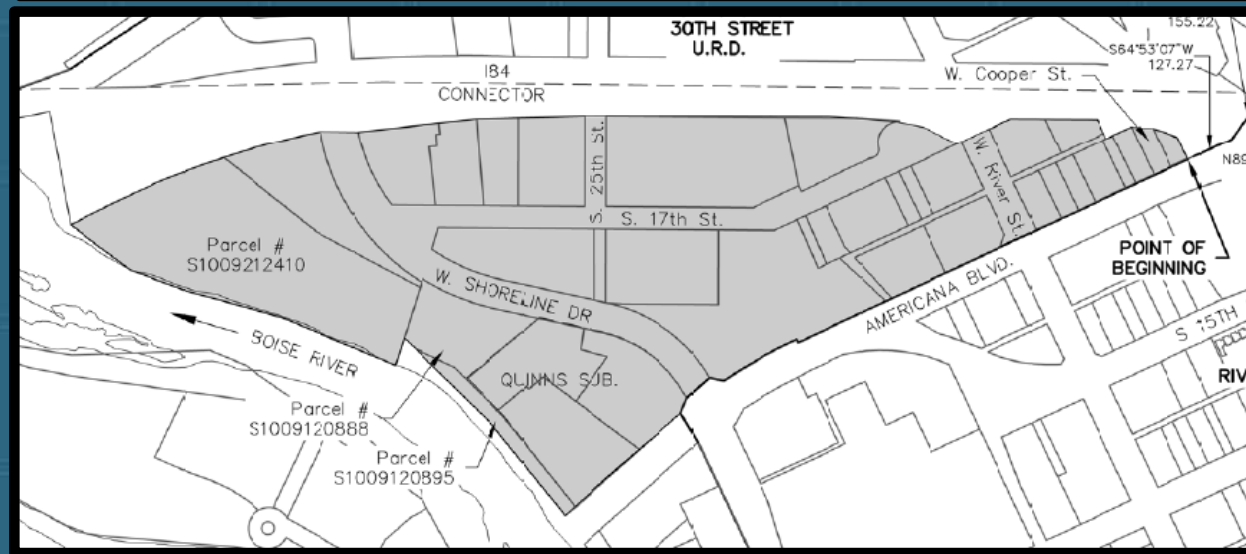 30TH STREET
U.R.D.
155.22
S64°53'07"W
127.27
I84
CONNECTOR
W. Cooper St.
N89
S. 25th St.
W. River St.
S. 17th St.
Parcel #
S1009212410
W. SHORELINE DR
POINT OF
BEGINNING
AMERICANA BLVD.
BOISE RIVER
S 15TH
QUINNS SUB.
RIV
Parcel #
S1009120888
Parcel #
S1009120895